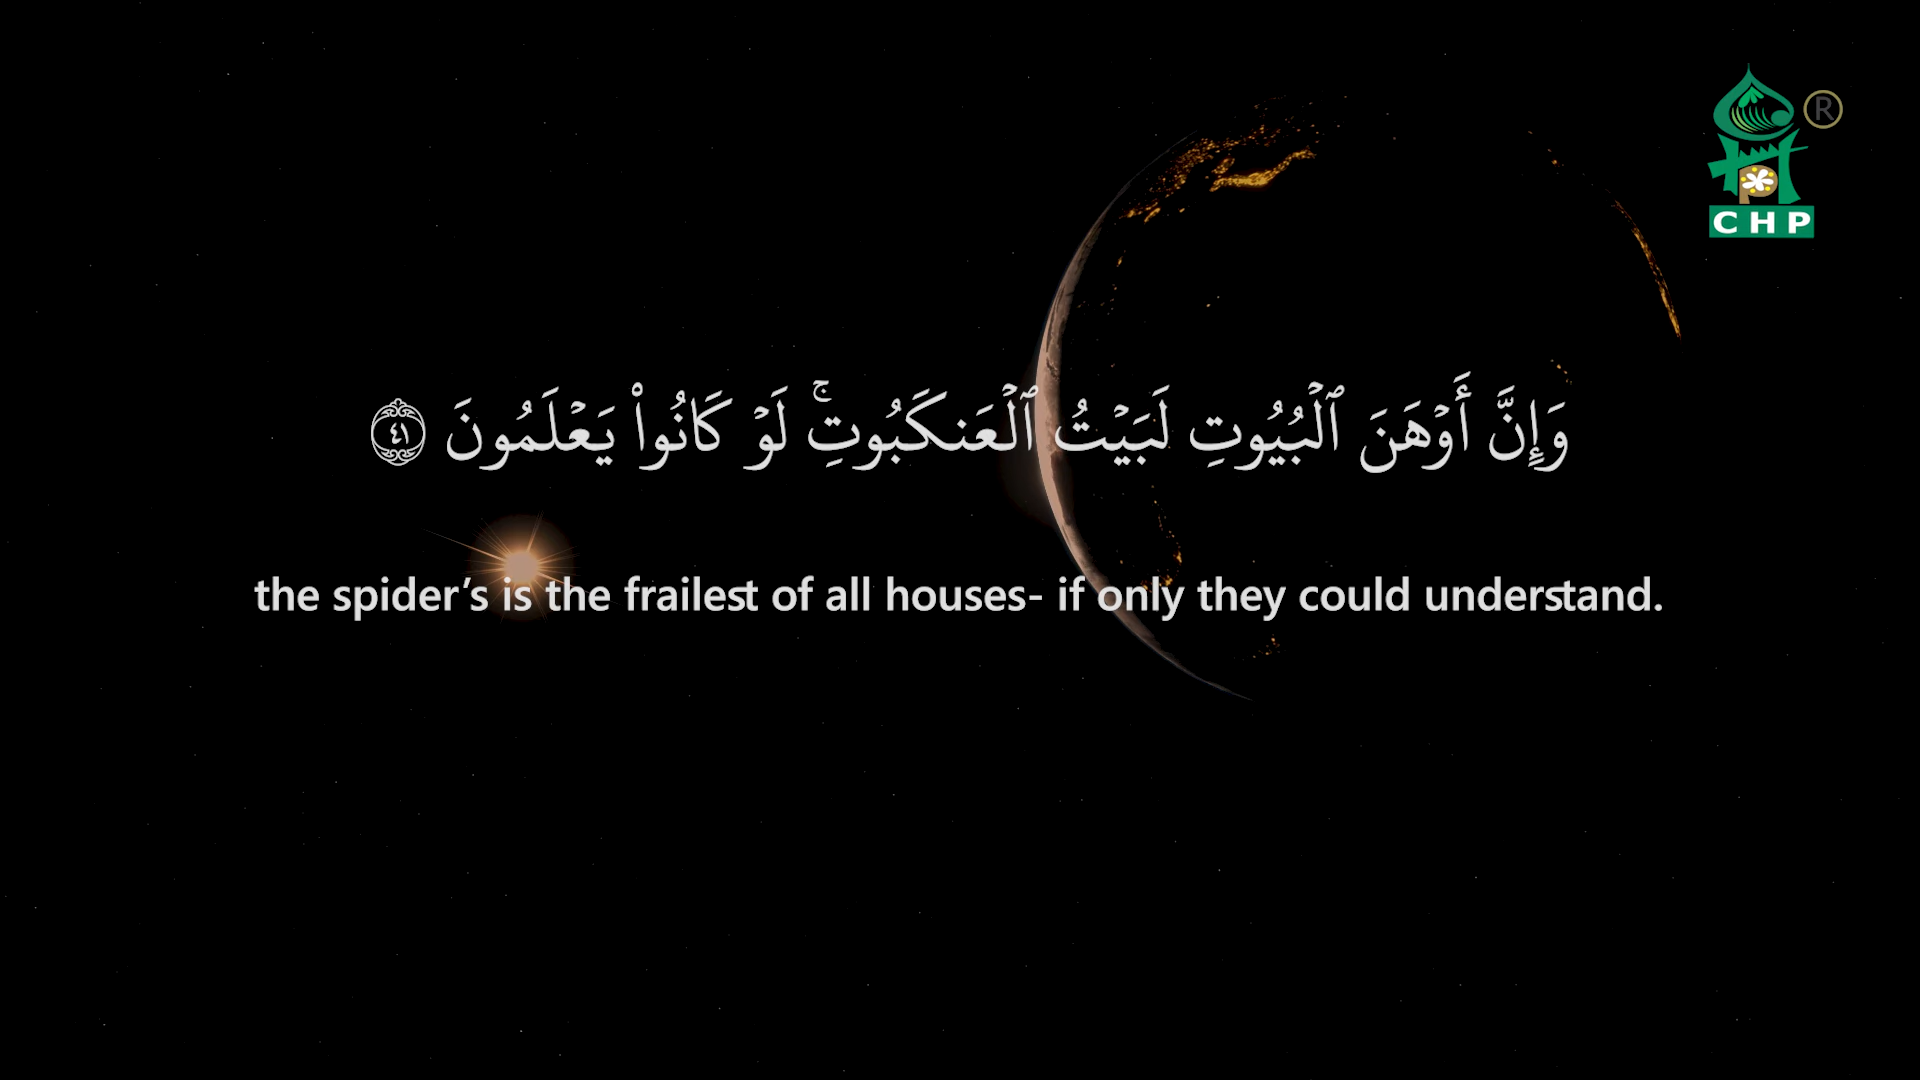 ®
CHP
وَإِنَّ أَوۡهَنَ ٱلۡبُيُوتِ لَبَيۡتُ ٱلۡعَنكَبُوتِۚ لَوۡ كَانُواْ يَعۡلَمُونَ ٤١
the spider’s is the frailest of all houses- if only they could understand.